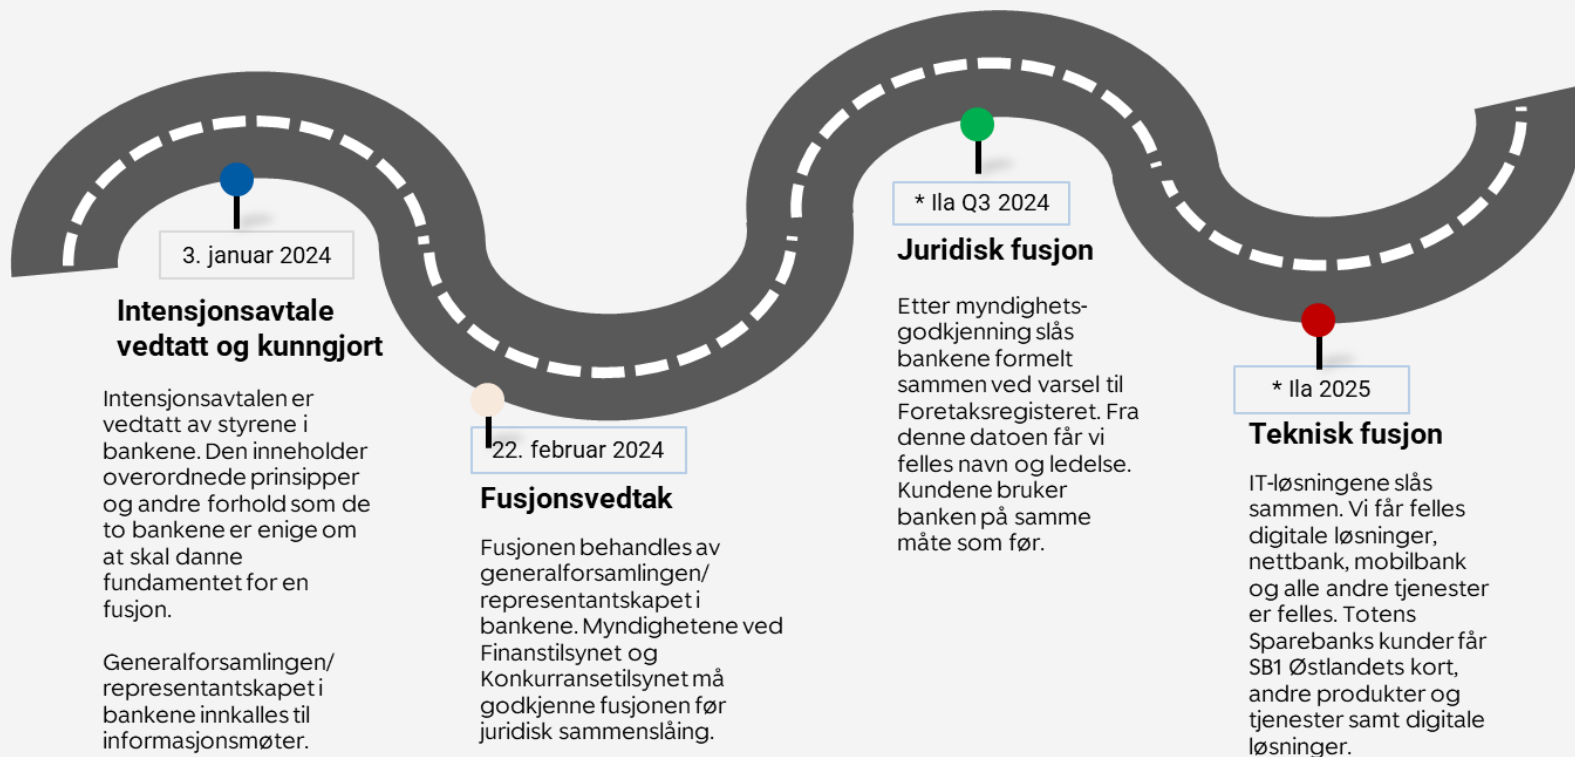 3. januar 2024
Intensjonsavtale
vedtatt og kunngjort
Intensjonsavtalen er
vedtatt av styrene i
bankene. Den inneholder
overordnede prinsipper
og andre forhold som de
to bankene er enige om
at skal danne
fundamentet for en
fusjon.
Generalforsamlingen/
representantskapet i
bankene innkalles til
informasjonsmøter.
22. februar 2024
Fusjonsvedtak
Fusjonen behandles av
generalforsamlingen/
representantskapet i
bankene. Myndighetene ved
Finanstilsynet og
Konkurransetilsynet må
godkjenne fusjonen før
juridisk sammenslåing.
* Ila Q3 2024
Juridisk fusjon
Etter myndighets-
godkjenning slås
bankene formelt
sammen ved varsel til
Foretaksregisteret. Fra
denne datoen får vi
felles navn og ledelse.
Kundene bruker
banken på samme
måte som før.
* Ila 2025
Teknisk fusjon
IT-løsningene slås
sammen. Vi får felles
digitale løsninger,
nettbank, mobilbank
og alle andre tjenester
er felles. Totens
Sparebanks kunder får
SB1 Østlandets kort,
andre produkter og
tjenester samt digitale
løsninger.